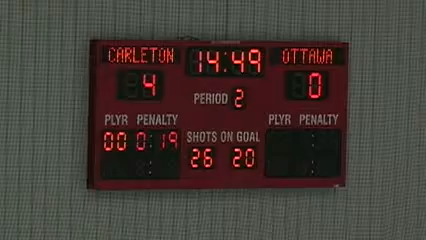 CARLETON 14:49 OTTAWA
4 0
PERIOD 2
PLYR PENALTY PLYR PENALTY
00 0:19 SHOTS ON GOAL
26 20